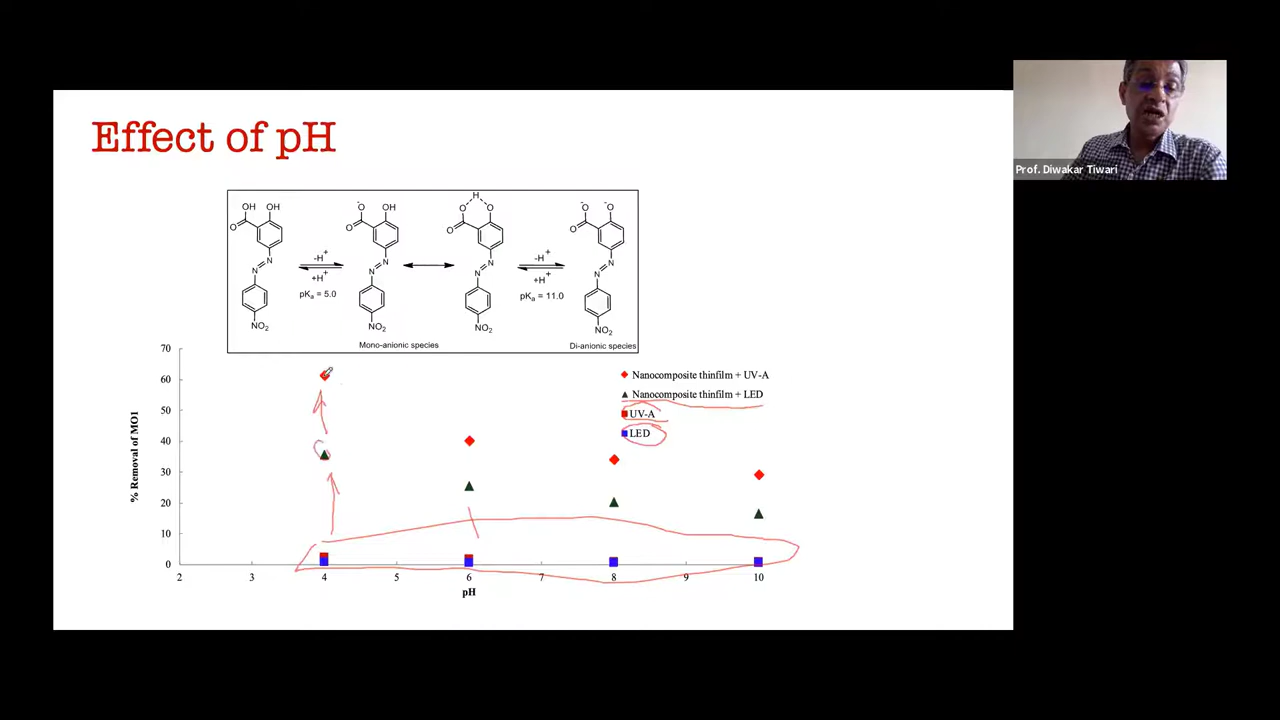 Effect of pH
OH OH
O
N
N
NO2
-H+
+H+
pKa = 5.0
-O OH
O
N
N
NO2
Mono-anionic species
H
O O
O
N
N
NO2
-H+
+H+
pKa = 11.0
-O -O
O
N
N
NO2
Di-anionic species
Prof. Diwakar Tiwari
% Removal of MO1
70
60
50
40
30
20
10
0
2 3 4 5 6 7 8 9 10
pH
Nanocomposite thinfilm + UV-A
Nanocomposite thinfilm + LED
UV-A
LED